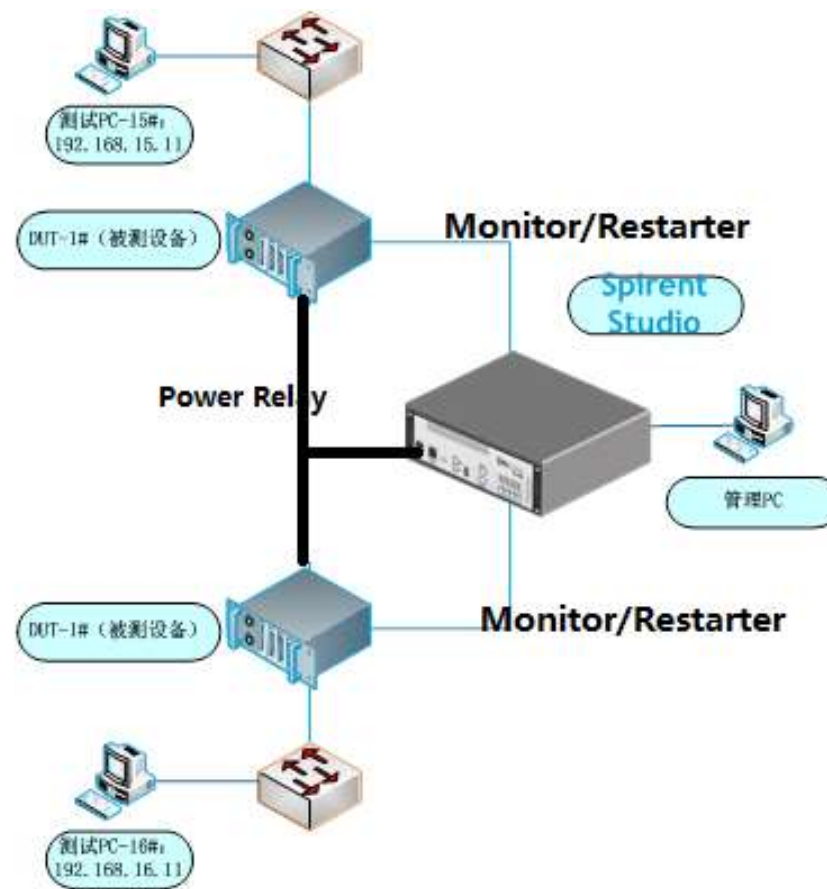 测试PC-15#:
192.168.15.11
DUT-1#（被测设备）
Monitor/Restarter
Spirent
Studio
Power Relay
管理PC
DUT-1#（被测设备）
Monitor/Restarter
测试PC-16#:
192.168.16.11